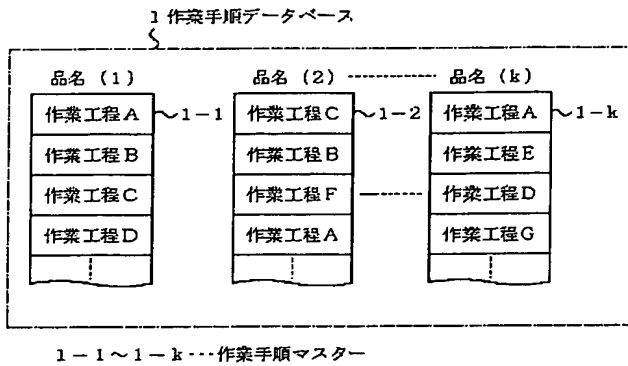 1 作業手順データベース
品名(1) 品名(2) 品名(k)
作業工程A 1-1 作業工程C 1-2 作業工程A 1-k
作業工程B 作業工程B 作業工程E
作業工程C 作業工程F 作業工程D
作業工程D 作業工程A 作業工程G
1-1~1-k…作業手順マスター